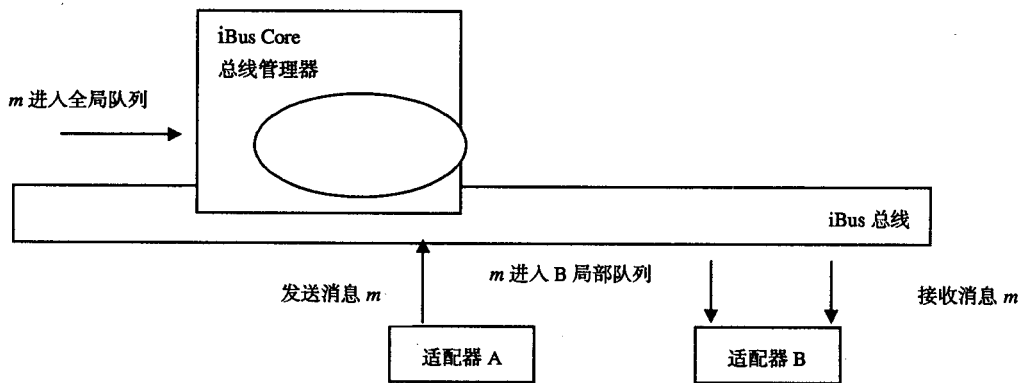 iBus Core
总线管理器
m 进入全局队列
iBus 总线
m 进入 B 局部队列
发送消息 m
接收消息 m
适配器 A
适配器 B